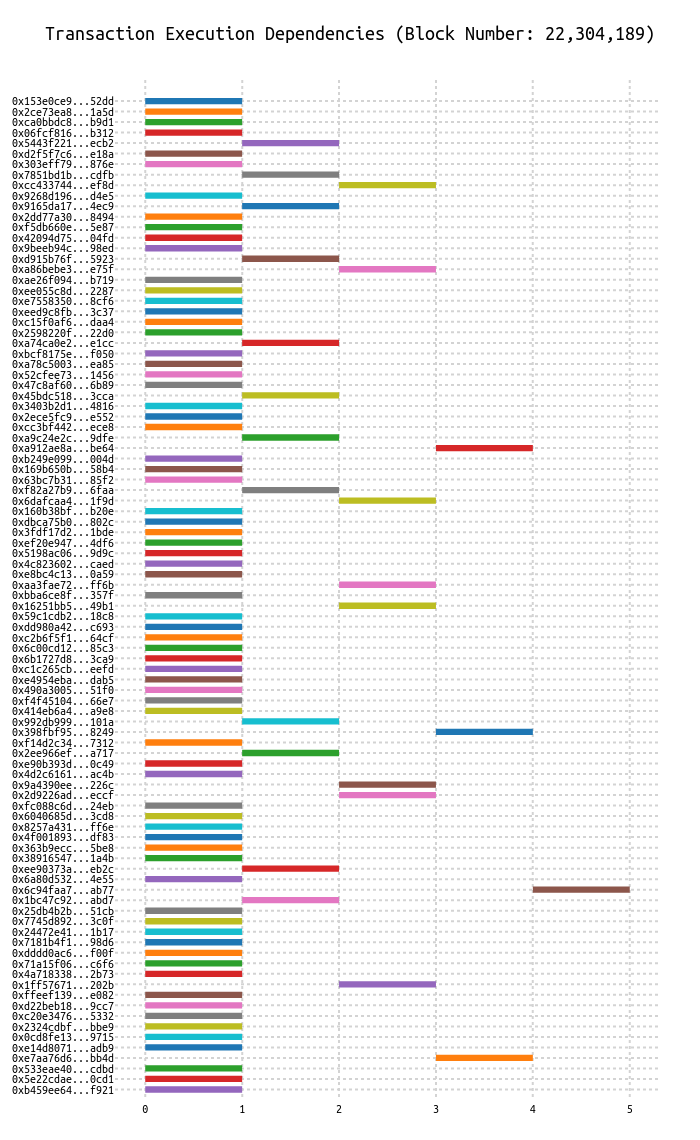 Transaction Execution Dependencies (Block Number: 22,304,189)
0x153e0ce9...52dd
0x2ce73ea8...1a5d
0xca0bbdc8...b9d1
0x06fcf816...b312
0x5443f221...ecb2
0xd2f5f7c6...e18a
0x303eff79...876e
0x7851bd1b...cdfb
0xcc433744...ef8d
0x9268d196...d4e5
0x9165da17...4ec9
0x2dd77a30...8494
0xf5db660e...5e87
0x42094d75...04fd
0x9beeb94c...98ed
0xd915b76f...5923
0xa86bebe3...e75f
0xae26f094...b719
0xee055c8d...2287
0xe7558350...8cf6
0xeed9c8fb...3c37
0xc15f0af6...daa4
0x2598220f...22d0
0xa74ca0e2...e1cc
0xbcf8175e...f050
0xa78c5003...ea85
0x52cfee73...1456
0x47c8af60...6b89
0x45bdc518...3cca
0x3403b2d1...4816
0x2ece5fc9...e552
0xcc3bf442...ece8
0xa9c24e2c...9dfe
0xa912ae8a...be64
0xb249e099...004d
0x169b650b...58b4
0x63bc7b31...85f2
0xf82a27b9...6faa
0x6dafcaa4...1f9d
0x160b38bf...b20e
0xdbca75b0...802c
0x3fdf17d2...1bde
0xef20e947...4df6
0x5198ac06...9d9c
0x4c823602...caed
0xe8bc4c13...0a59
0xaa3fae72...ff6b
0xbba6ce8f...357f
0x16251bb5...49b1
0x59c1cdb2...18c8
0xdd980a42...c693
0xc2b6f5f1...64cf
0x6c00cd12...85c3
0x6b1727d8...3ca9
0xc1c265cb...eefd
0xe4954eba...dab5
0x490a3005...51f0
0xf4f45104...66e7
0x414eb6a4...a9e8
0x992db999...101a
0x398fbf95...8249
0xf14d2c34...7312
0x2ee966ef...a717
0xe90b393d...0c49
0x4d2c6161...ac4b
0x9a4390ee...226c
0x2d9226ad...eccf
0xfc088c6d...24eb
0x6040685d...3cd8
0x8257a431...ff6e
0x4f001893...df83
0x363b9ecc...5be8
0x38916547...1a4b
0xee90373a...eb2c
0x6a80d532...4e55
0x6c94faa7...ab77
0x1bc47c92...abd7
0x25db4b2b...51cb
0x7745d892...3c0f
0x24472e41...1b17
0x7181b4f1...98d6
0xdddd0ac6...f00f
0x71a15f06...c6f6
0x4a718338...2b73
0x1ff57671...202b
0xffeef139...e082
0xd22beb18...9cc7
0xc20e3476...5332
0x2324cdbf...bbe9
0x0cd8fe13...9715
0xe14d8071...adb9
0xe7aa76d6...bb4d
0x533eae40...cdbd
0x5e22cdae...0cd1
0xb459ee64...f921
0 1 2 3 4 5